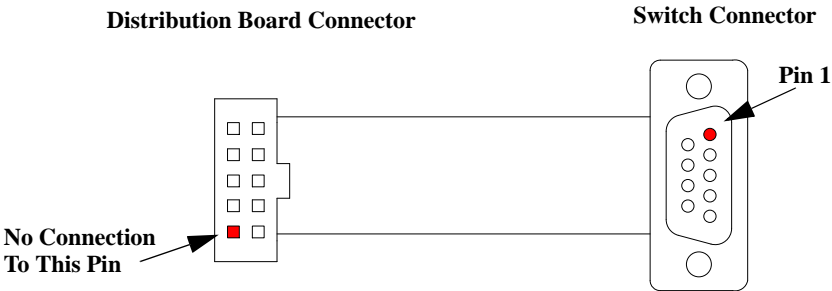 Distribution Board Connector
Switch Connector
Pin 1
No Connection
To This Pin